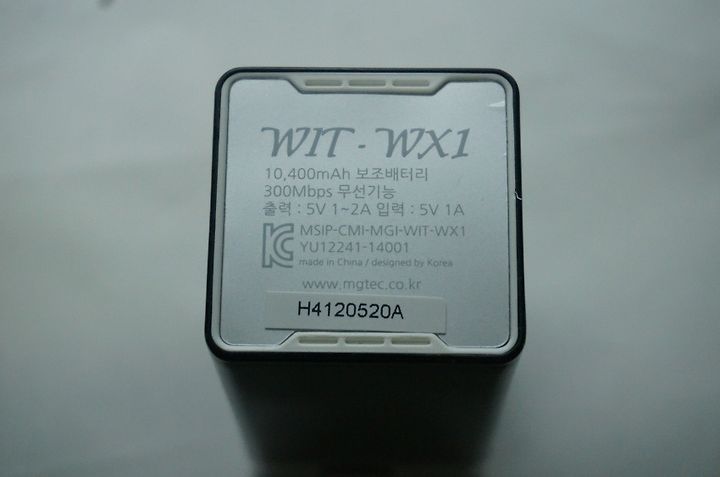 WIT - WX1
10,400mAh 보조배터리
300Mbps 무선기능
출력 : 5V 1~2A 입력 : 5V 1A
MSIP-CMI-MGI-WIT-WX1
YU12241-14001
made in China / designed by Korea
www.mgtec.co.kr
H4120520A